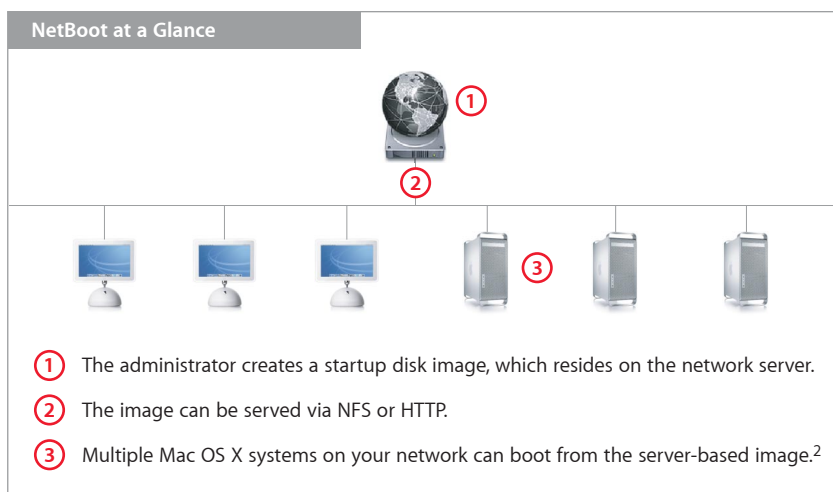 NetBoot at a Glance
1
2
3
1 The administrator creates a startup disk image, which resides on the network server.
2 The image can be served via NFS or HTTP.
3 Multiple Mac OS X systems on your network can boot from the server-based image.2